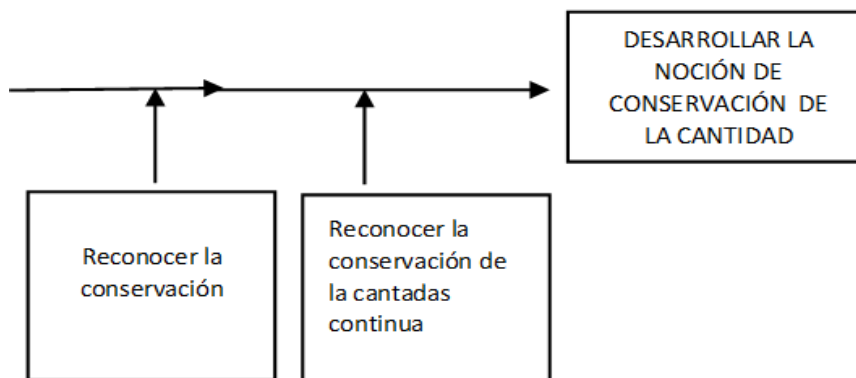 DESARROLLAR LA
NOCIÓN DE
CONSERVACIÓN DE
LA CANTIDAD
Reconocer la
conservación
Reconocer la
conservación de
la cantadas
continua